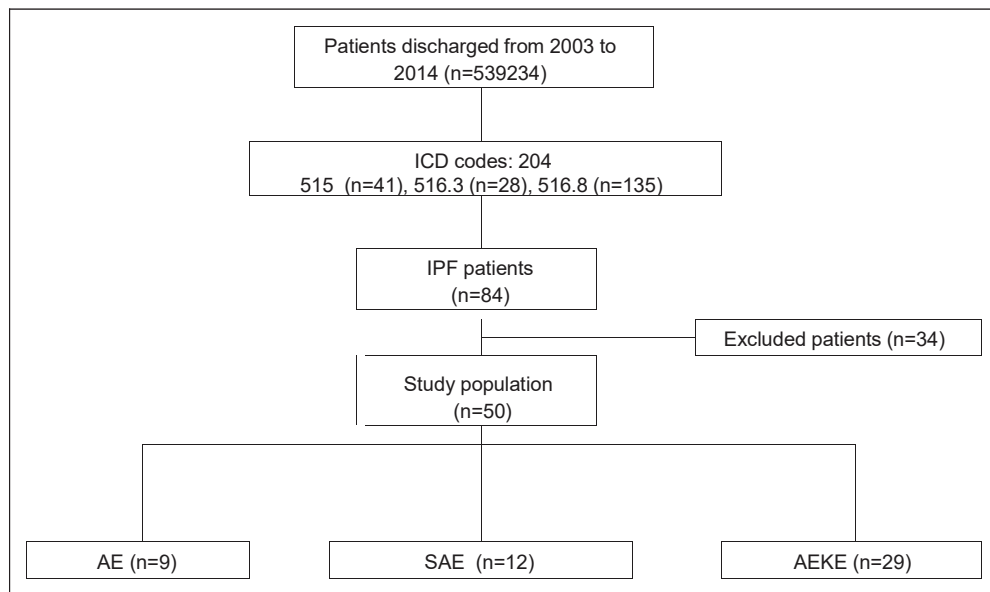 Patients discharged from 2003 to
2014 (n=539234)
ICD codes: 204
515 (n=41), 516.3 (n=28), 516.8 (n=135)
IPF patients
(n=84)
Excluded patients (n=34)
Study population
(n=50)
AE (n=9)
SAE (n=12)
AEKE (n=29)